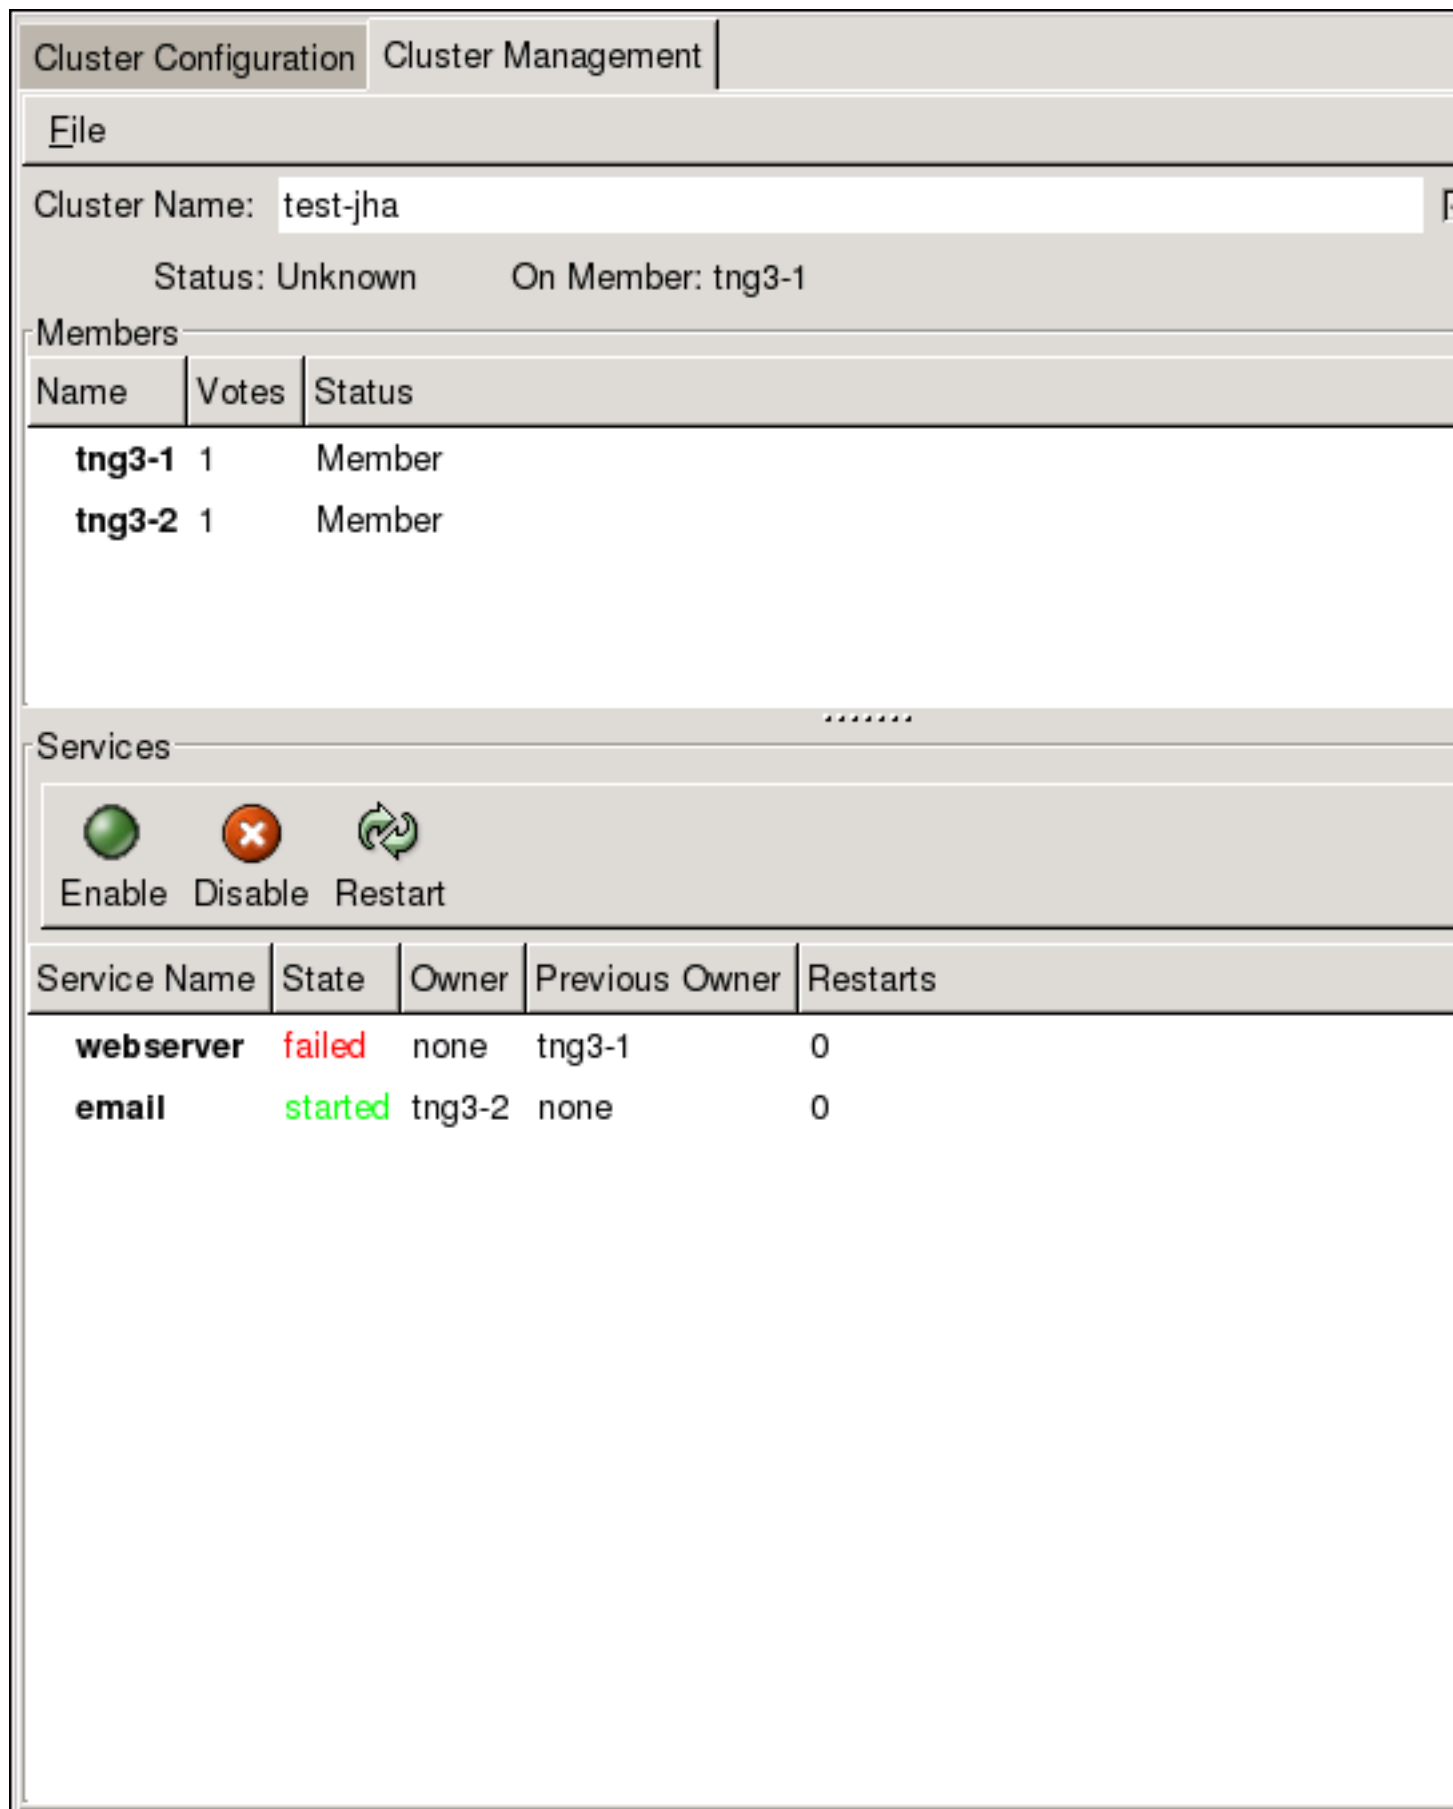 Cluster Configuration Cluster Management
File
Cluster Name: test-jha
Status: Unknown On Member: tng3-1
Members
Name Votes Status
tng3-1 1 Member
tng3-2 1 Member
Services
Enable Disable Restart
Service Name State Owner Previous Owner Restarts
webserver failed none tng3-1 0
email started tng3-2 none 0